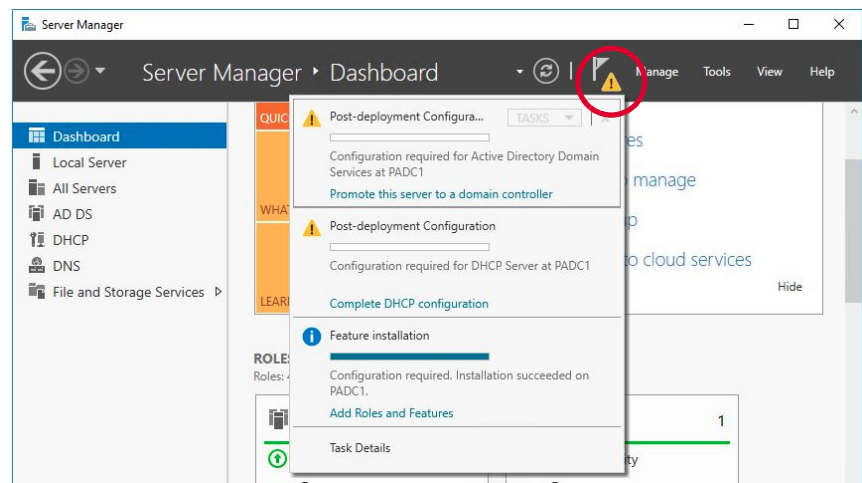 Server Manager
Server Manager • Dashboard
Manage Tools View Help
Dashboard
Local Server
All Servers
AD DS
DHCP
DNS
File and Storage Services
QUIC
WHA
LEARN
Post-deployment Configura...
TASKS
Configuration required for Active Directory Domain
Services at PADC1
Promote this server to a domain controller
Post-deployment Configuration
Configuration required for DHCP Server at PADC1
Complete DHCP configuration
Feature installation
Configuration required. Installation succeeded on
PADC1.
Add Roles and Features
Task Details
es
manage
p
to cloud services
Hide
ROLE
Roles:
1
ity